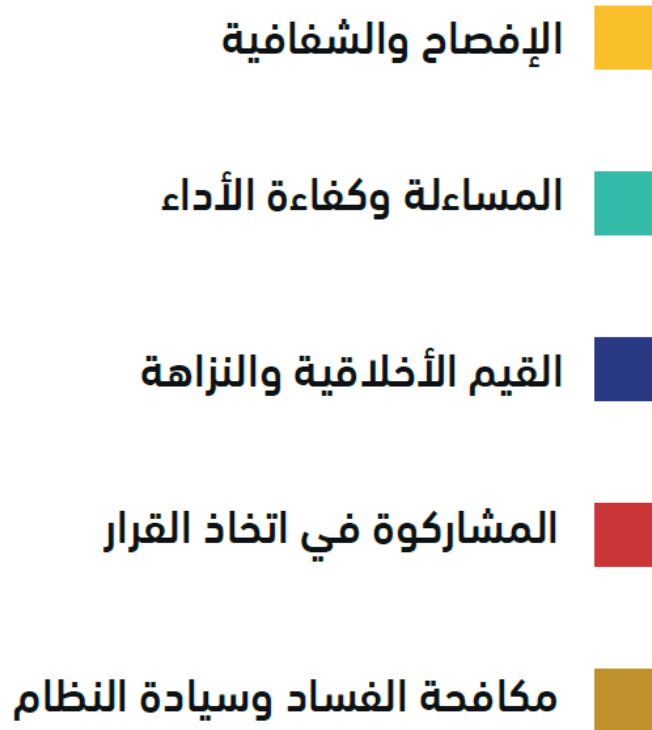 الإفصاح والشفافية
المساءلة وكفاءة الأداء
القيم الأخلاقية والنزاهة
المشاركوة في اتخاذ القرار
مكافحة الفساد وسيادة النظام